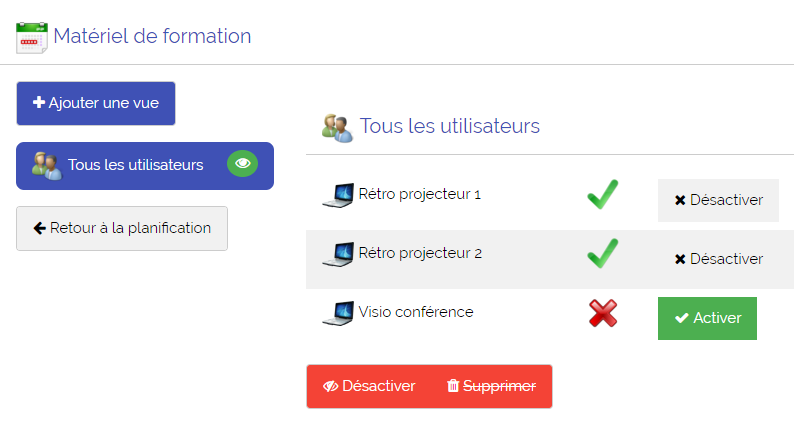 Matériel de formation
Ajouter une vue
Tous les utilisateurs
Retour à la planification
Tous les utilisateurs
Rétro projecteur 1
Désactiver
Rétro projecteur 2
Désactiver
Visio conférence
Activer
Désactiver Supprimer